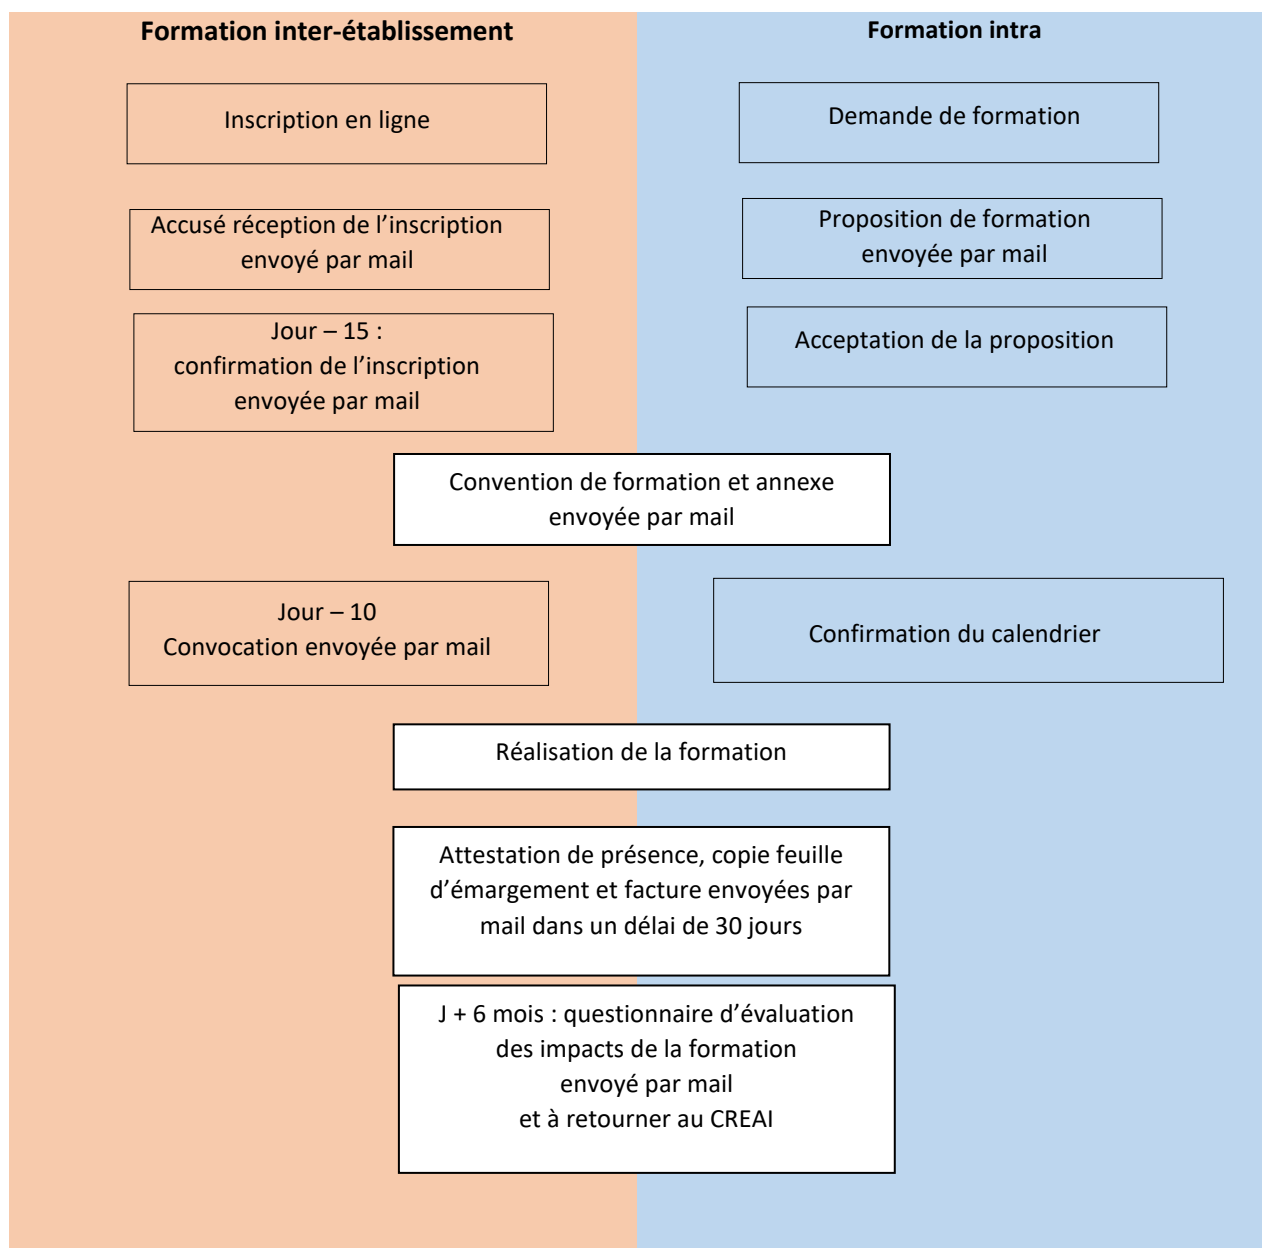 Formation inter-établissement
Formation intra
Inscription en ligne
Demande de formation
Accusé réception de l’inscription
envoyé par mail
Proposition de formation
envoyée par mail
Jour – 15 :
confirmation de l’inscription
envoyée par mail
Acceptation de la proposition
Convention de formation et annexe
envoyée par mail
Jour – 10
Convocation envoyée par mail
Confirmation du calendrier
Réalisation de la formation
Attestation de présence, copie feuille
d’émargement et facture envoyées par
mail dans un délai de 30 jours
J + 6 mois : questionnaire d’évaluation
des impacts de la formation
envoyé par mail
et à retourner au CREAI